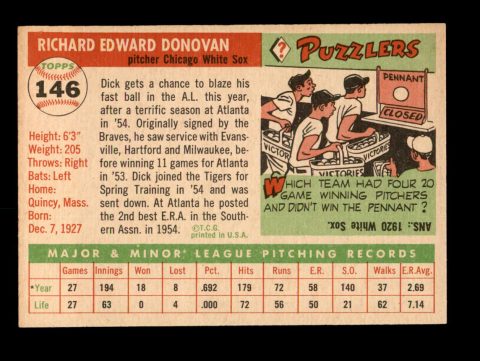 RICHARD EDWARD DONOVAN
pitcher Chicago White Sox
TOPPS
146
Height: 6'3"
Weight: 205
Throws: Right
Bats: Left
Home:
Quincy, Mass.
Born:
Dec. 7, 1927
Dick gets a chance to blaze his
fast ball in the A.L. this year,
after a terrific season at Atlanta
in '54. Originally signed by the
Braves, he saw service with Evans-
ville, Hartford and Milwaukee, be-
fore winning 11 games for Atlanta
in '53. Dick joined the Tigers for
Spring Training in '54 and was
at Atlanta he posted
the 2nd best E.R.A. in the South-
ern Assn. in 1954.
©T.C.G.
printed in U.S.A.
? PUZZLERS
PENNANT
CLOSED
VICTORY
VICTORIES
VICTORIES
WHICH TEAM HAD FOUR 20
GAME WINNING PITCHERS
AND DIDN'T WIN THE PENNANT?
ANS.: 1920 White Sox.
MAJOR & MINOR LEAGUE PITCHING RECORDS
Games Innings Won Lost Pct. Hits Runs E.R. S.O. Walks E.R.Avg.
*Year 27 194 18 8 .692 179 72 58 140 37 2.69
Life 27 63 0 4 .000 72 56 50 21 62 7.14